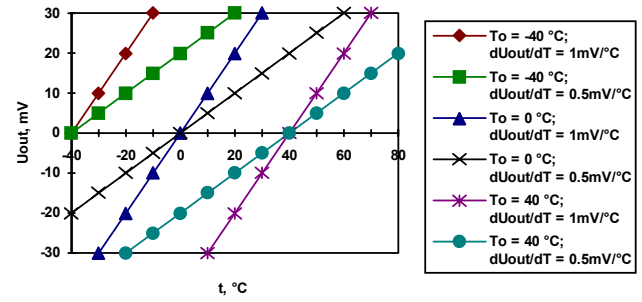 30
20
10
0
-10
-20
-30
Uout, mV
-40
-20
0
20
40
60
80
t, °C
To = -40 °C;
dUout/dT = 1mV/°C
To = -40 °C;
dUout/dT = 0.5mV/°C
To = 0 °C;
dUout/dT = 1mV/°C
To = 0 °C;
dUout/dT = 0.5mV/°C
To = 40 °C;
dUout/dT = 1mV/°C
To = 40 °C;
dUout/dT = 0.5mV/°C